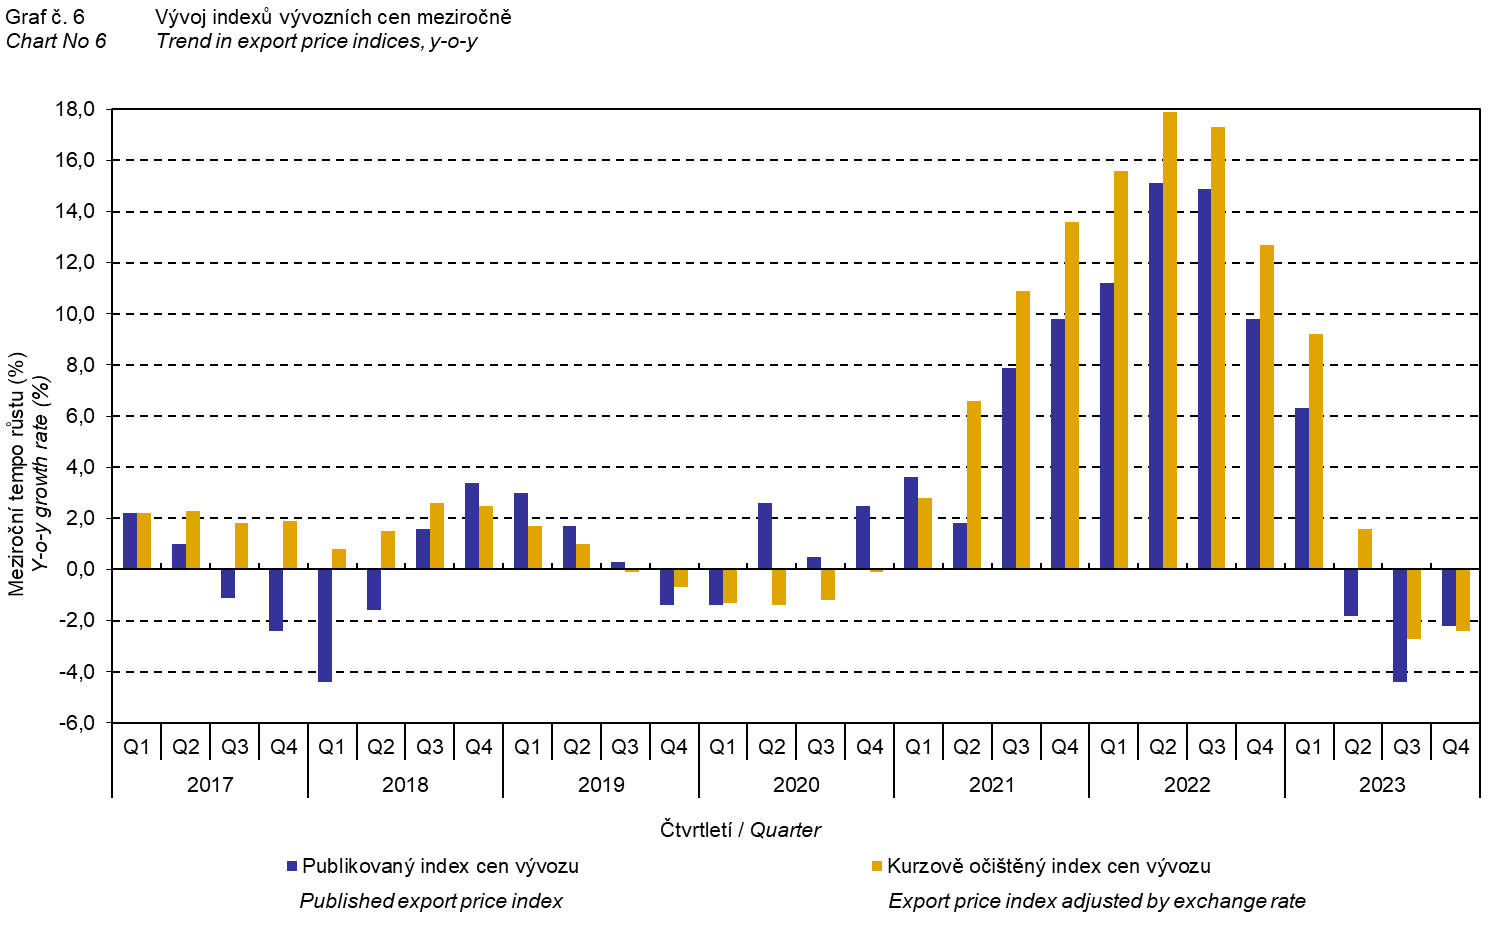 Graf č. 6 Vývoj indexů vývozních cen meziročně
Chart No 6 Trend in export price indices, y-o-y
Meziroční tempo růstu (%)
Y-o-y growth rate (%)
18,0
16,0
14,0
12,0
10,0
8,0
6,0
4,0
2,0
0,0
-2,0
-4,0
-6,0
Q1 Q2 Q3 Q4 Q1 Q2 Q3 Q4 Q1 Q2 Q3 Q4 Q1 Q2 Q3 Q4 Q1 Q2 Q3 Q4 Q1 Q2 Q3 Q4 Q1 Q2 Q3 Q4
2017 2018 2019 2020 2021 2022 2023
Čtvrtletí / Quarter
Publikovaný index cen vývozu Kurzově očištěný index cen vývozu
Published export price index Export price index adjusted by exchange rate